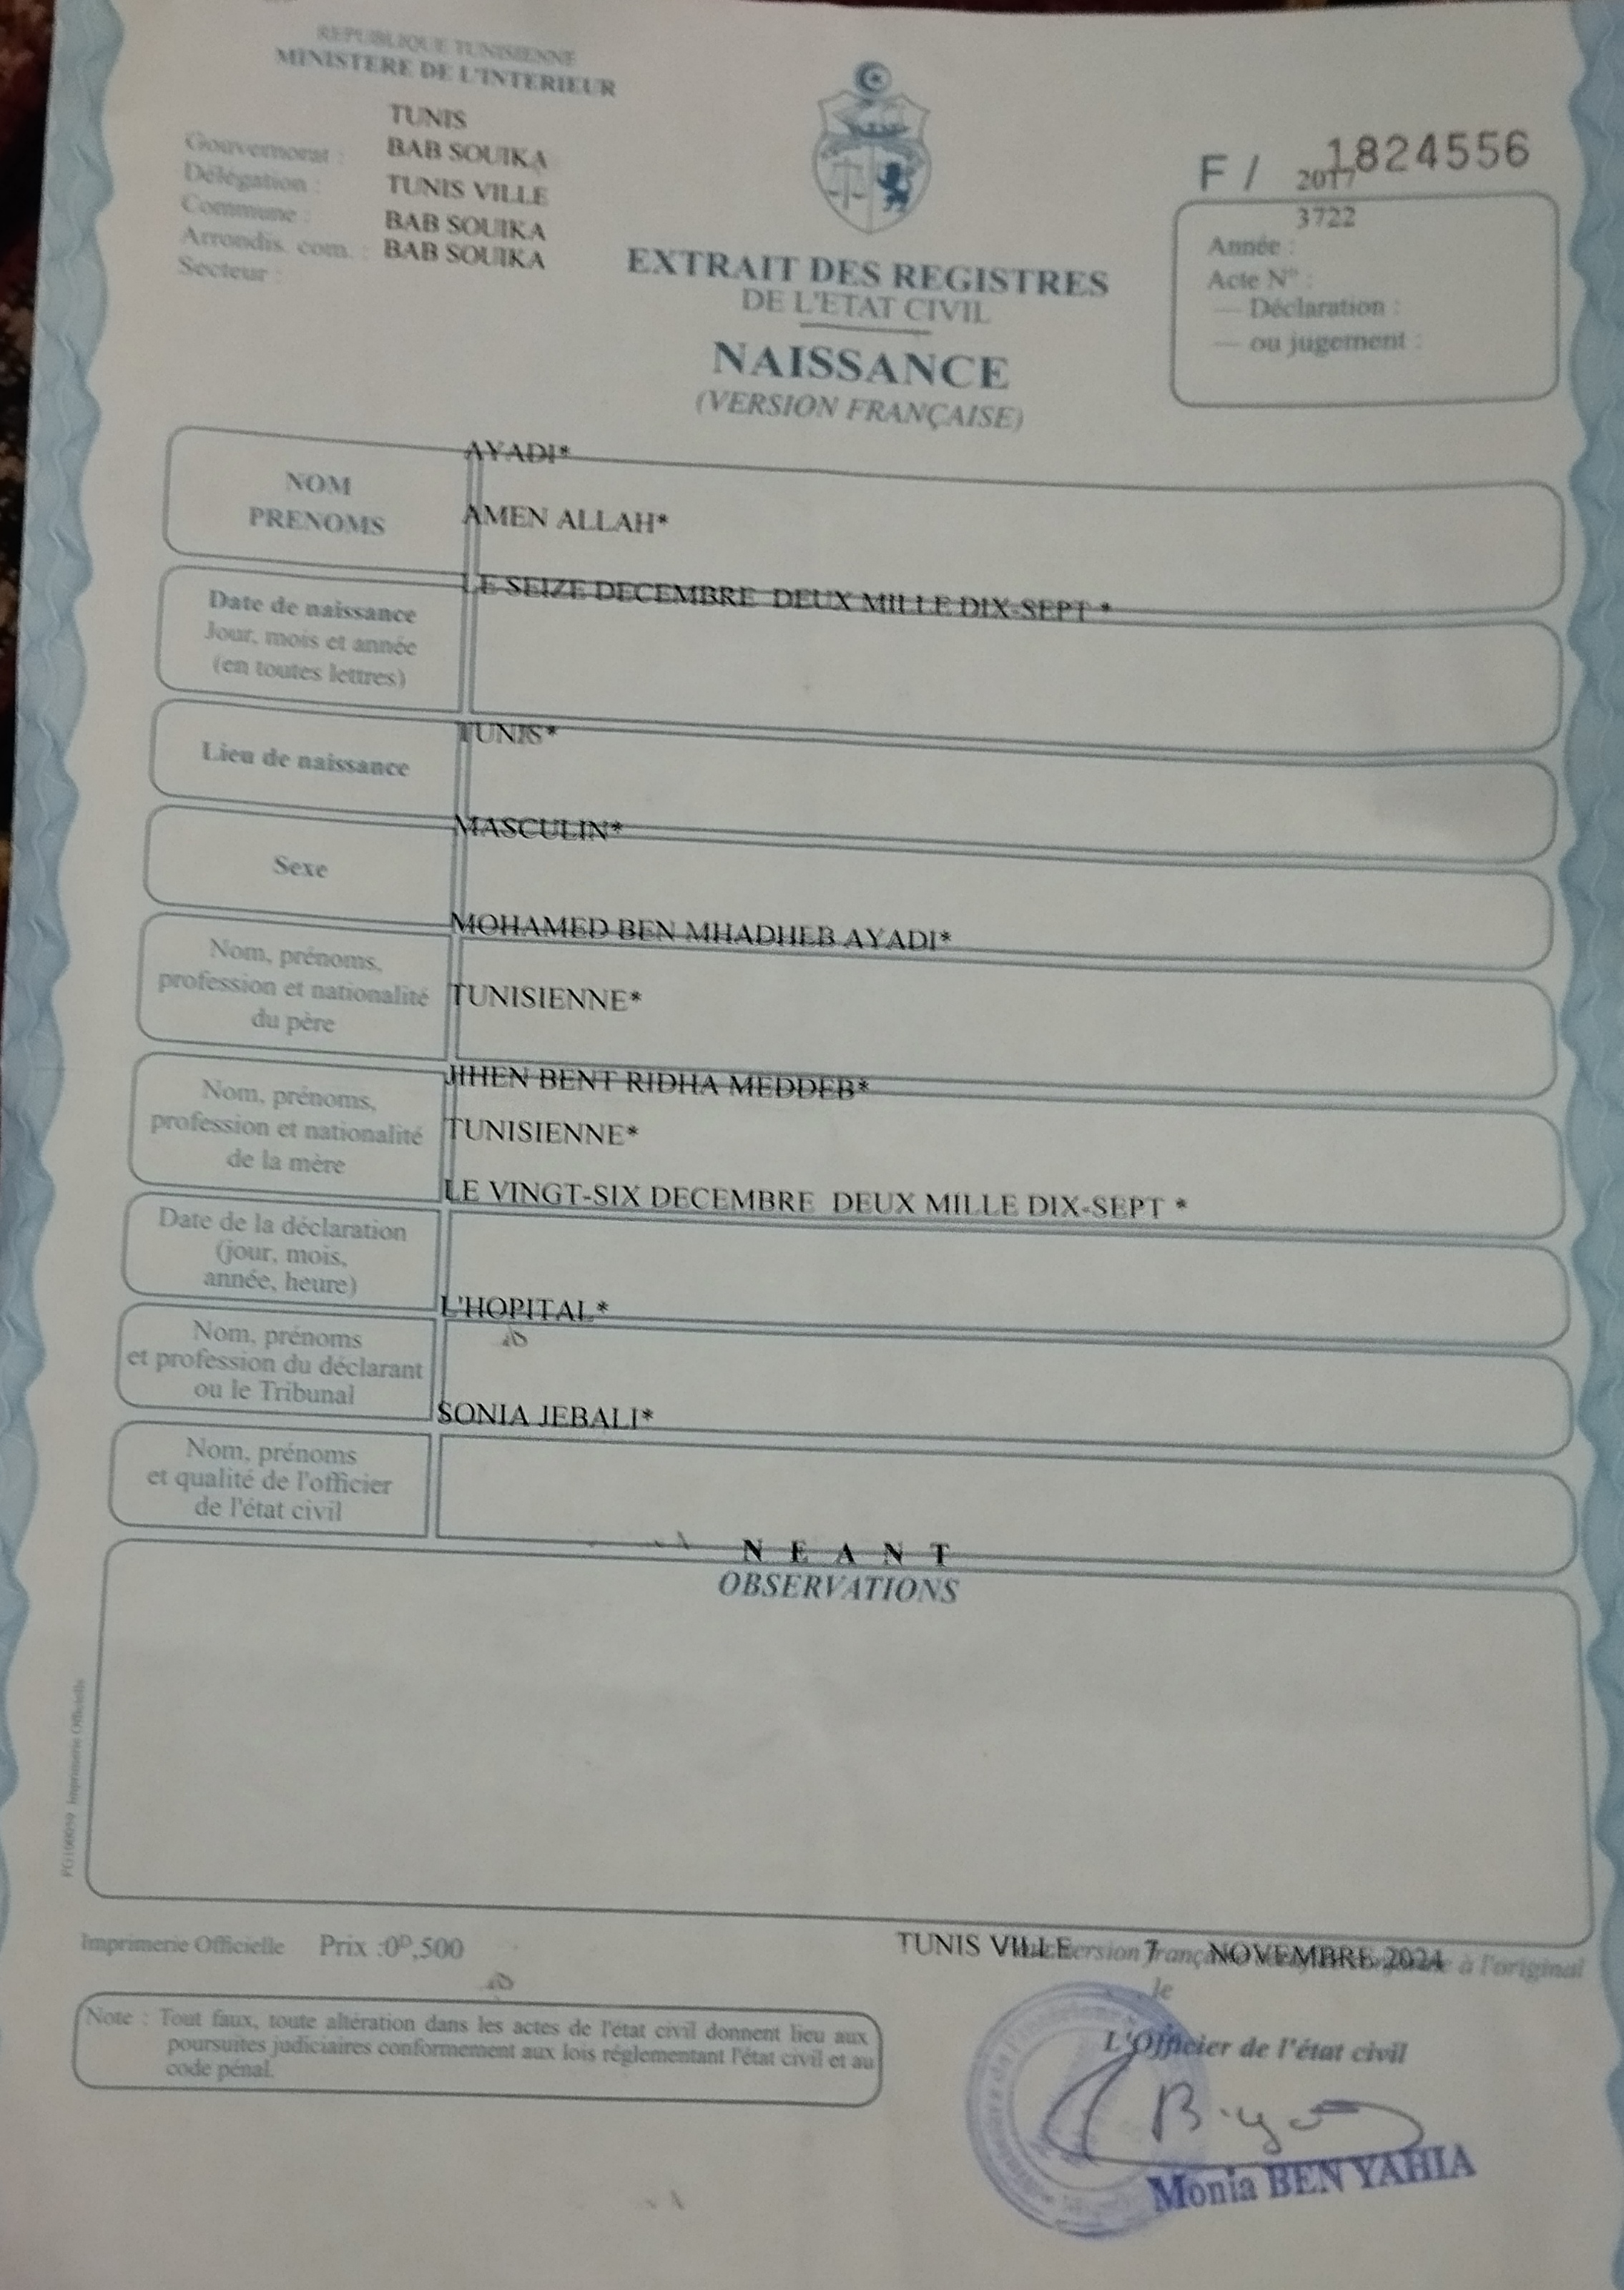 REPUBLIQUE TUNISIENNE
MINISTERE DE L'INTERIEUR
TUNIS
Gouvernorat : BAB SOUIKA
Délégation : TUNIS VILLE
Commune : BAB SOUIKA
Arrondis. com. : BAB SOUIKA
Secteur :
F / 1824556
2017
3722
Année :
Acte N° :
— Déclaration :
— ou jugement :
EXTRAIT DES REGISTRES
DE L'ETAT CIVIL
NAISSANCE
(VERSION FRANÇAISE)
AYADI*
NOM
PRENOMS
AMEN ALLAH*
LE SEIZE DECEMBRE DEUX MILLE DIX-SEPT *
Date de naissance
Jour, mois et année
(en toutes lettres)
TUNIS*
Lieu de naissance
MASCULIN*
Sexe
MOHAMED BEN MHADHEB AYADI*
Nom, prénoms,
profession et nationalité
du père
TUNISIENNE*
JIHEN BENT RIDHA MEDDEB*
Nom, prénoms,
profession et nationalité
de la mère
TUNISIENNE*
LE VINGT-SIX DECEMBRE DEUX MILLE DIX-SEPT *
Date de la déclaration
(jour, mois,
année, heure)
L'HOPITAL*
Nom, prénoms
et profession du déclarant
ou le Tribunal
SONIA JEBALI*
Nom, prénoms
et qualité de l'officier
de l'état civil
N E A N T
OBSERVATIONS
Imprimerie Officielle
Imprimerie Officielle Prix :0ᴰ,500
TUNIS VILLE 7 NOVEMBRE 2024
à l'original
le
Note : Tout faux, toute altération dans les actes de l'état civil donnent lieu aux
poursuites judiciaires conformement aux lois réglementant l'état civil et au
code pénal.
L'Officier de l'état civil
Monia BEN YAHIA